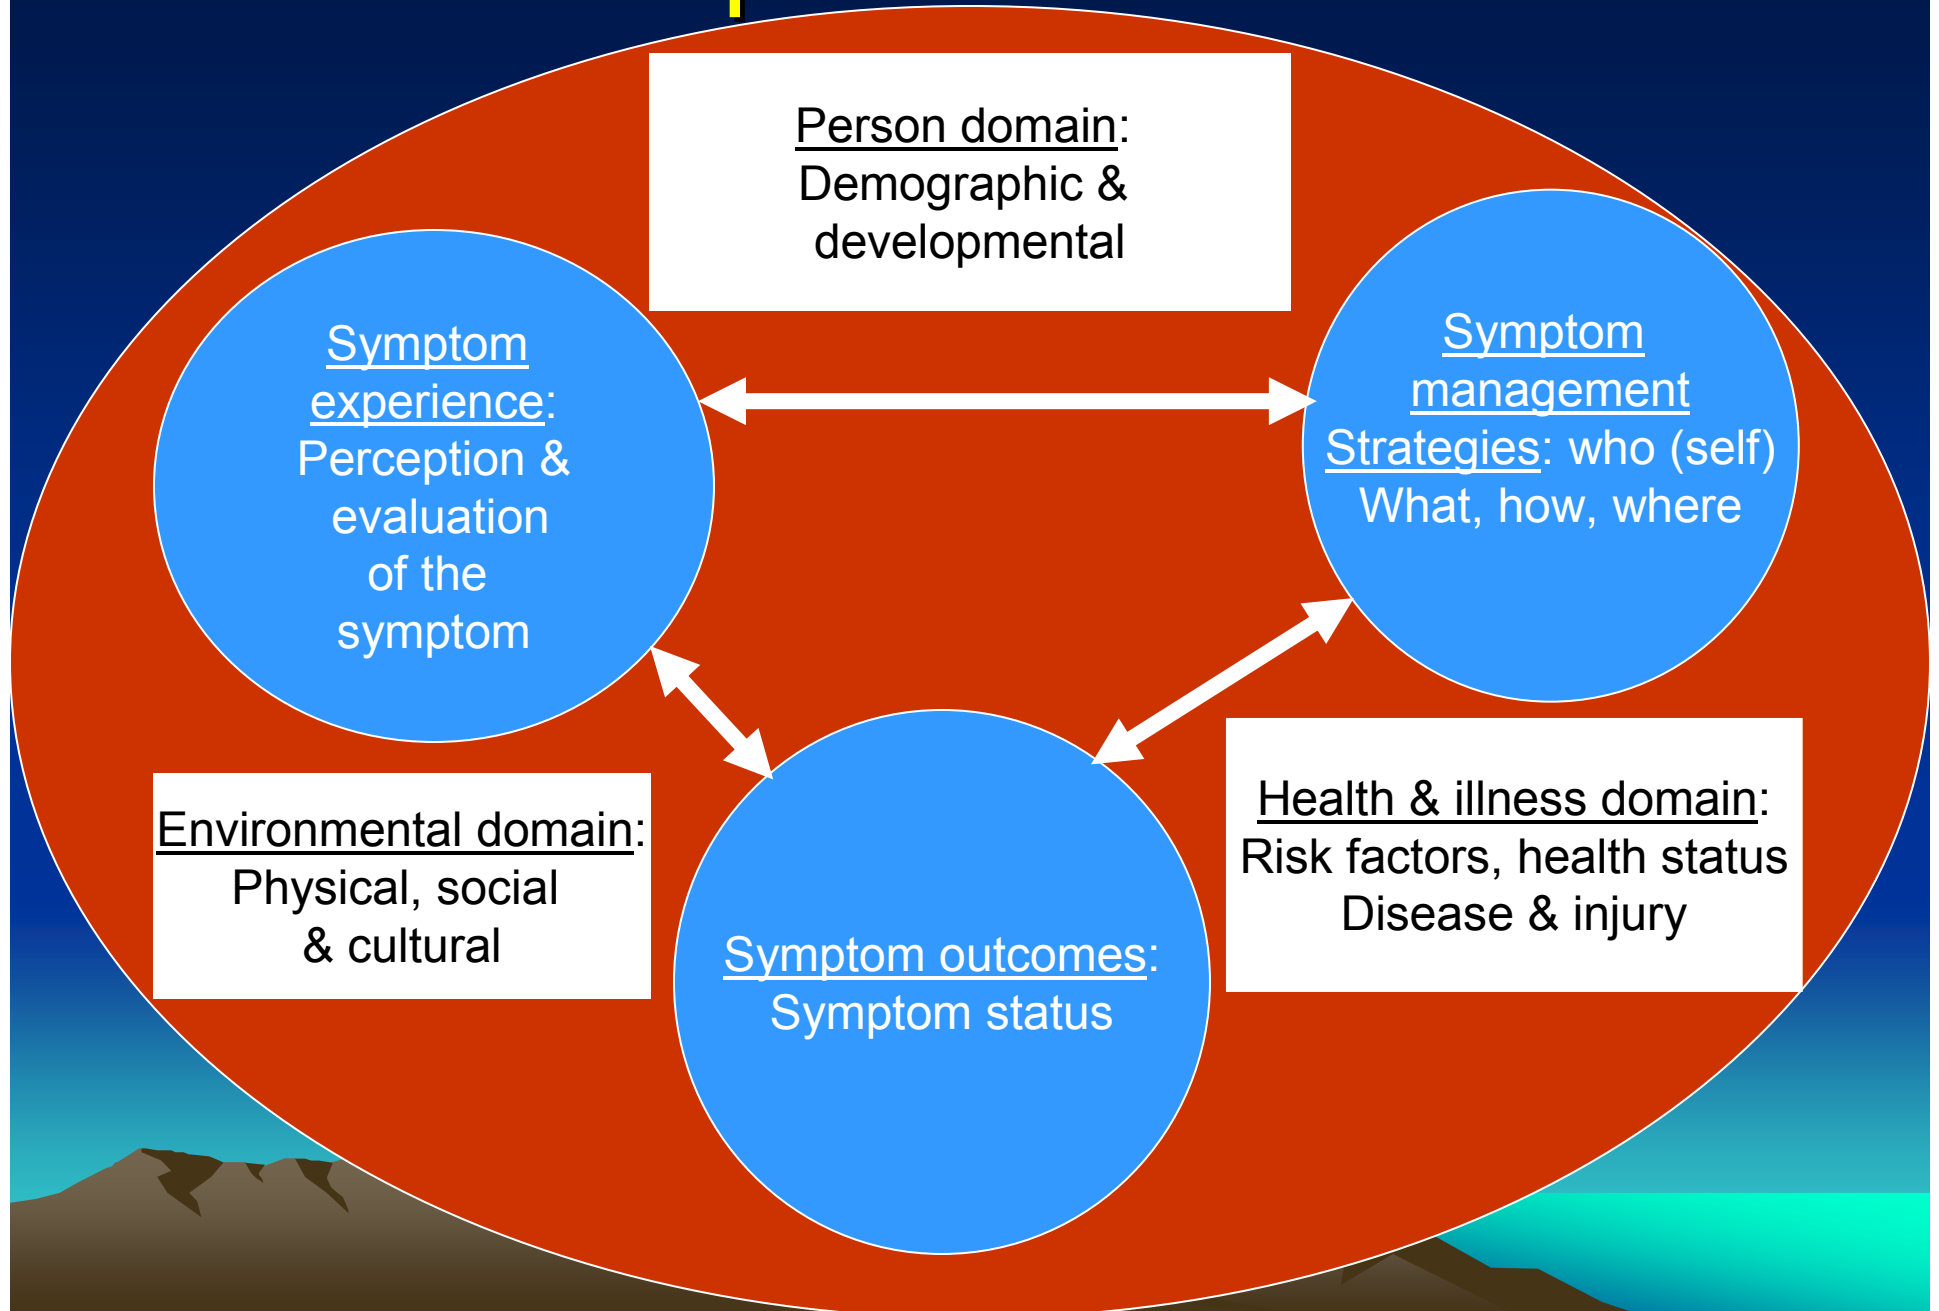 Person domain:
Demographic &
developmental
Symptom
experience:
Perception &
evaluation
of the
symptom
Symptom
management
Strategies: who (self)
What, how, where
Environmental domain:
Physical, social
& cultural
Symptom outcomes:
Symptom status
Health & illness domain:
Risk factors, health status
Disease & injury